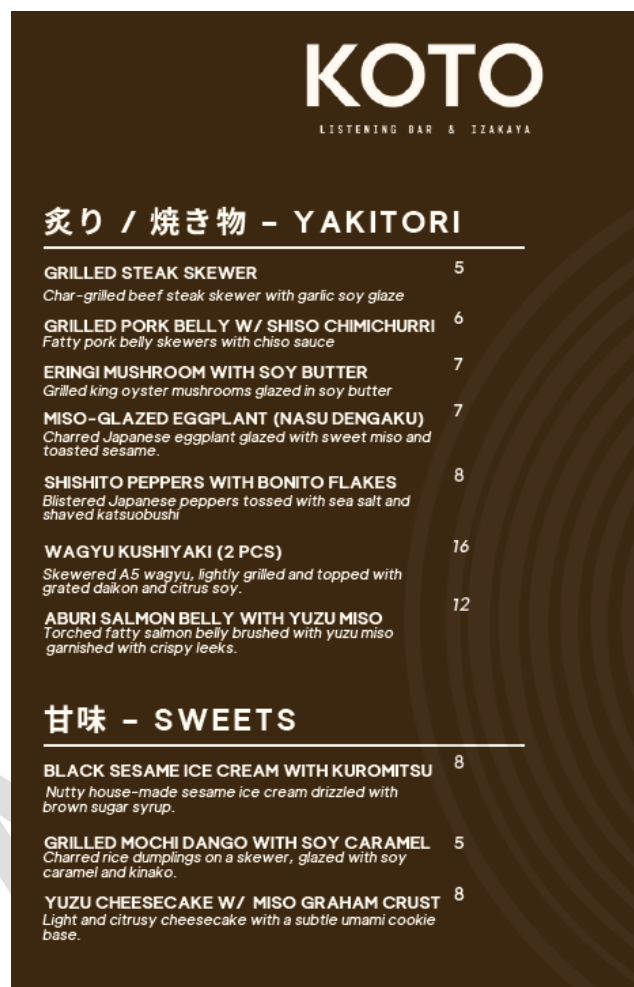 KOTO
LISTENING BAR & IZAKAYA
炙り / 焼き物 - YAKITORI
GRILLED STEAK SKEWER 5
Char-grilled beef steak skewer with garlic soy glaze
GRILLED PORK BELLY W/ SHISO CHIMICHURRI 6
Fatty pork belly skewers with chiso sauce
ERINGI MUSHROOM WITH SOY BUTTER 7
Grilled king oyster mushrooms glazed in soy butter
MISO-GLAZED EGGPLANT (NASU DENGAKU) 7
Charred Japanese eggplant glazed with sweet miso and
toasted sesame.
SHISHITO PEPPERS WITH BONITO FLAKES 8
Blistered Japanese peppers tossed with sea salt and
shaved katsuobushi
WAGYU KUSHIYAKI (2 PCS) 16
Skewered A5 wagyu, lightly grilled and topped with
grated daikon and citrus soy.
ABURI SALMON BELLY WITH YUZU MISO 12
Torched fatty salmon belly brushed with yuzu miso
garnished with crispy leeks.
甘味 - SWEETS
BLACK SESAME ICE CREAM WITH KUROMITSU 8
Nutty house-made sesame ice cream drizzled with
brown sugar syrup.
GRILLED MOCHI DANGO WITH SOY CARAMEL 5
Charred rice dumplings on a skewer, glazed with soy
caramel and kinako.
YUZU CHEESECAKE W/ MISO GRAHAM CRUST 8
Light and citrusy cheesecake with a subtle umami cookie
base.